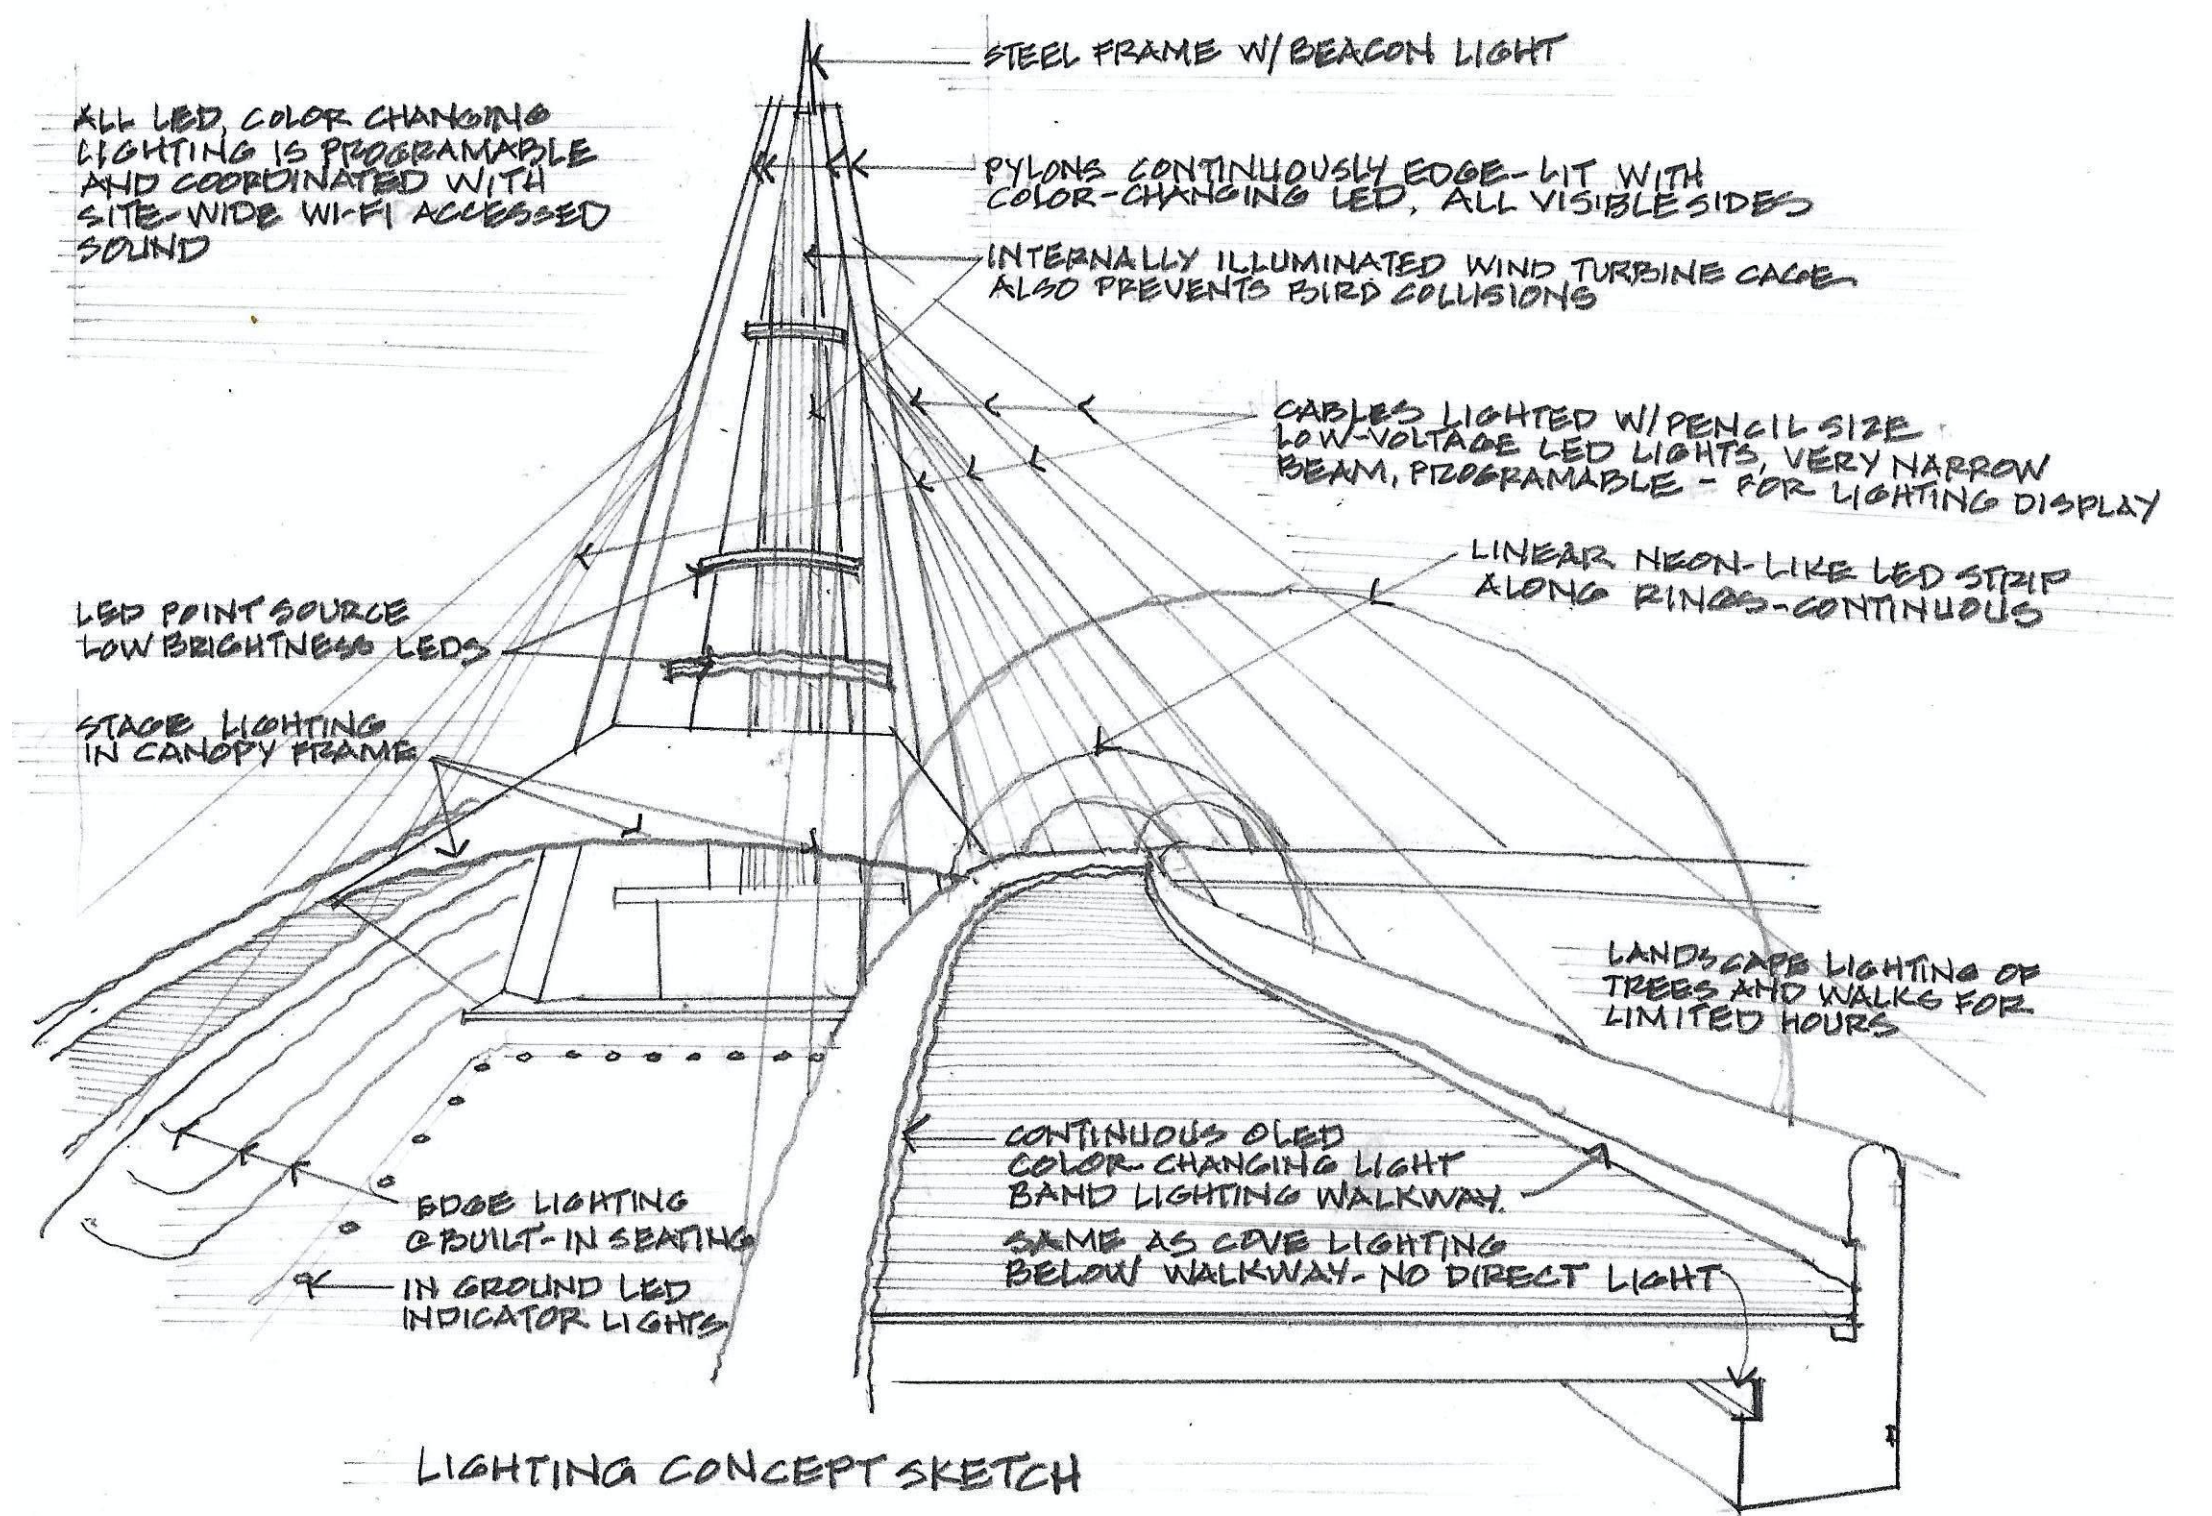 STEEL FRAME W/BEACON LIGHT
ALL LED, COLOR CHANGING
LIGHTING IS PROGRAMABLE
AND COORDINATED WITH
SITE-WIDE WI-FI ACCESSED
SOUND
PYLONS CONTINUOUSLY EDGE-LIT WITH
COLOR-CHANGING LED, ALL VISIBLE SIDES
INTERNALLY ILLUMINATED WIND TURBINE CAGE
ALSO PREVENTS BIRD COLLISIONS
CABLES LIGHTED W/PENCIL SIZE
LOW-VOLTAGE LED LIGHTS, VERY NARROW
BEAM, PROGRAMABLE - FOR LIGHTING DISPLAY
LINEAR NEON-LIKE LED STRIP
ALONG RINGS-CONTINUOUS
LED POINT SOURCE
LOW BRIGHTNESS LEDS
STAGE LIGHTING
IN CANOPY FRAME
LANDSCAPE LIGHTING OF
TREES AND WALKS FOR
LIMITED HOURS
CONTINUOUS OLED
COLOR-CHANGING LIGHT
BAND LIGHTING WALKWAY.
SAME AS COVE LIGHTING
BELOW WALKWAY-NO DIRECT LIGHT
EDGE LIGHTING
@ BUILT-IN SEATING
IN GROUND LED
INDICATOR LIGHTS
LIGHTING CONCEPT SKETCH